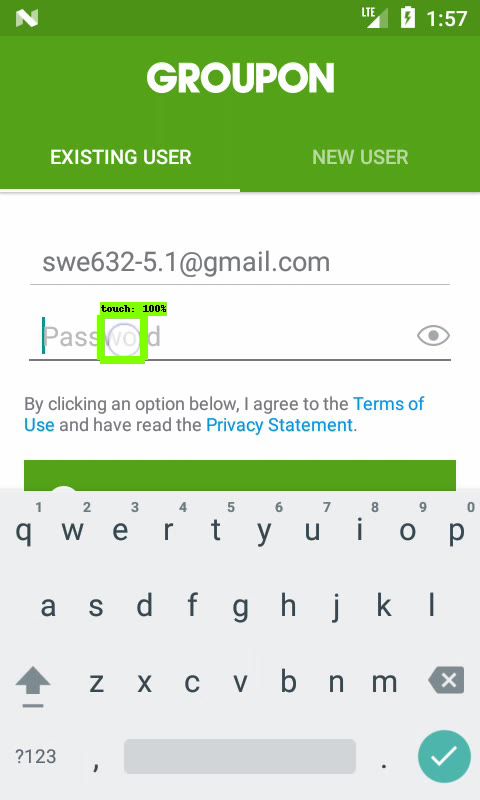 LTE 1:57
GROUPON
EXISTING USER NEW USER
swe632-5.1@gmail.com
touch: 100%
Password
By clicking an option below, I agree to the Terms of
Use and have read the Privacy Statement.
1 2 3 4 5 6 7 8 9 0
q w e r t y u i o p
a s d f g h j k l
z x c v b n m
?123 , .